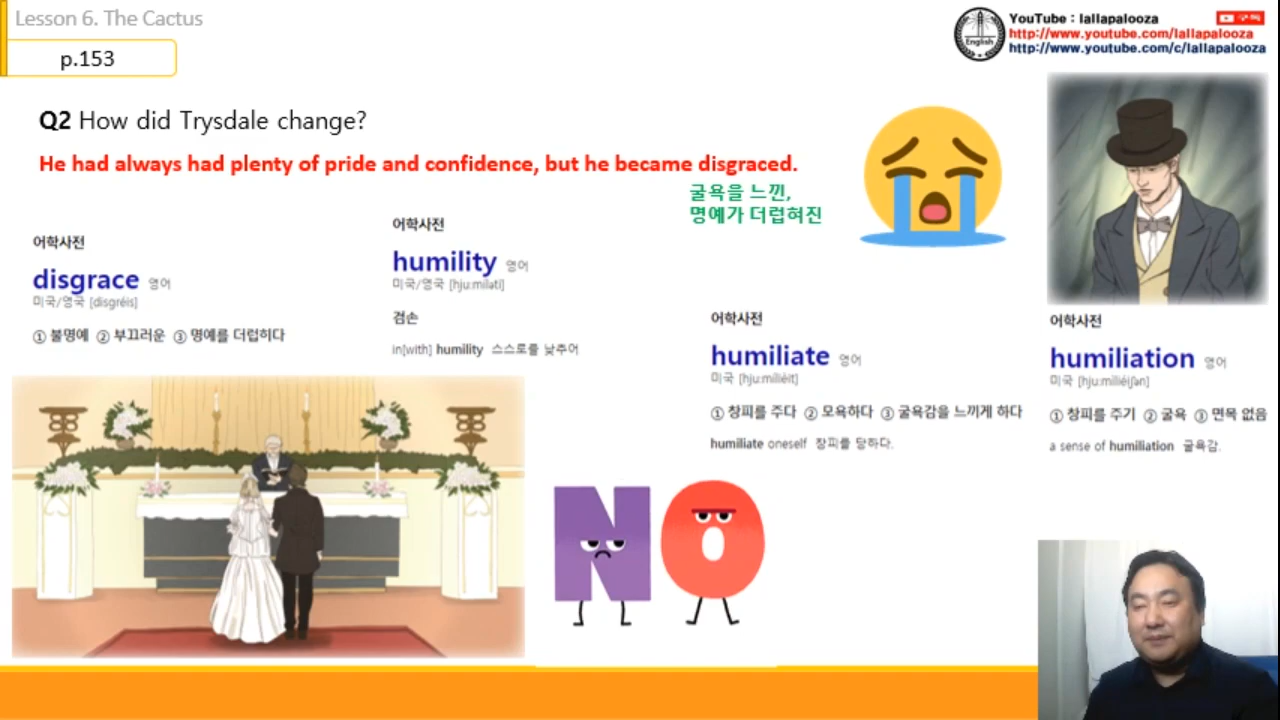 Lesson 6. The Cactus
p.153
English
YouTube : lallapalooza
구독
http://www.youtube.com/lallapalooza
http://www.youtube.com/c/lallapalooza
Q2 How did Trysdale change?
He had always had plenty of pride and confidence, but he became disgraced.
굴욕을 느낀,
명예가 더럽혀진
어학사전
disgrace 영어
미국/영국 [disgréis]
① 불명예 ② 부끄러운 ③ 명예를 더럽히다
어학사전
humility 영어
미국/영국 [hju:míləti]
겸손
in[with] humility 스스로를 낮추어
어학사전
humiliate 영어
미국 [hju:mílièit]
① 창피를 주다 ② 모욕하다 ③ 굴욕감을 느끼게 하다
humiliate oneself 창피를 당하다.
어학사전
humiliation 영어
미국 [hju:mìliéiʃən]
① 창피를 주기 ② 굴욕 ③ 면목 없음
a sense of humiliation 굴욕감.
NO